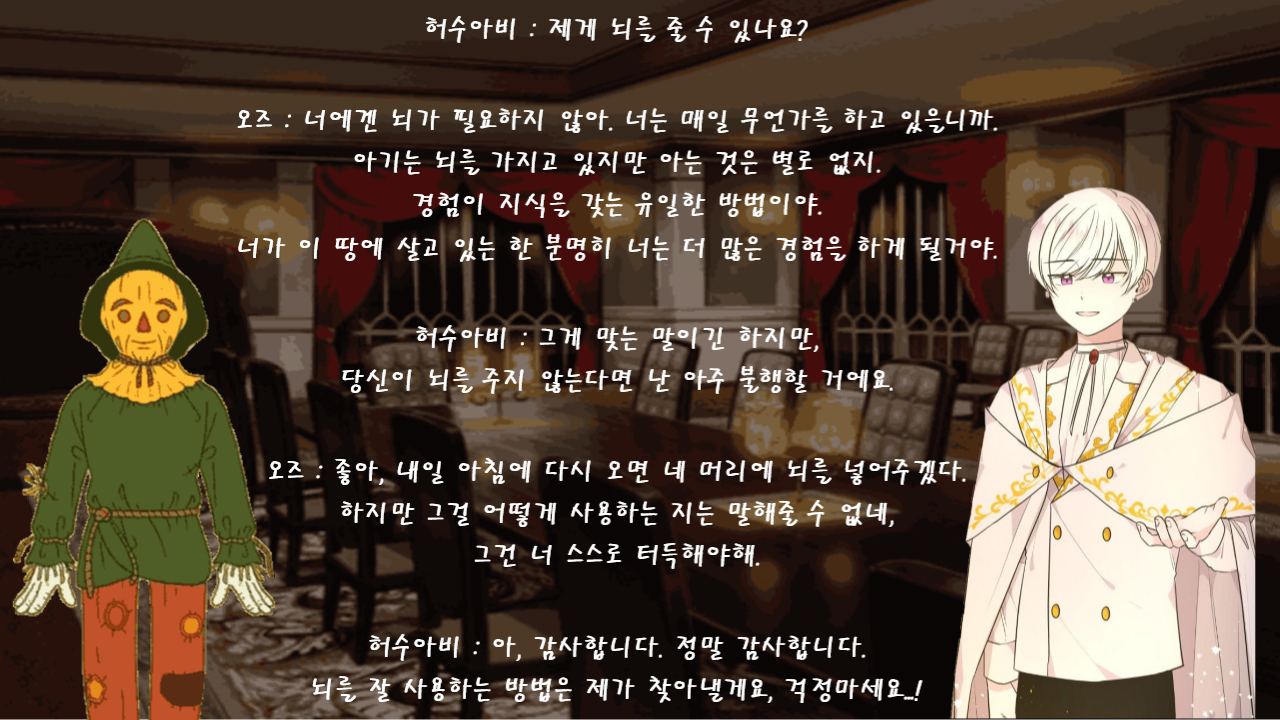 허수아비 : 제게 뇌를 줄 수 있나요?
오즈 : 너에겐 뇌가 필요하지 않아. 너는 매일 무언가를 하고 있을니까.
아기는 뇌를 가지고 있지만 아는 것은 별로 없지.
경험이 지식을 갖는 유일한 방법이야.
너가 이 땅에 살고 있는 한 분명히 너는 더 많은 경험을 하게 될거야.
허수아비 : 그게 맞는 말이긴 하지만,
당신이 뇌를 주지 않는다면 난 아주 불행할 거에요.
오즈 : 좋아, 내일 아침에 다시 오면 네 머리에 뇌를 넣어주겠다.
하지만 그걸 어떻게 사용하는 지는 말해줄 수 없네,
그건 너 스스로 터득해야해.
허수아비 : 아, 감사합니다. 정말 감사합니다.
뇌를 잘 사용하는 방법은 제가 찾아낼게요, 걱정마세요..!